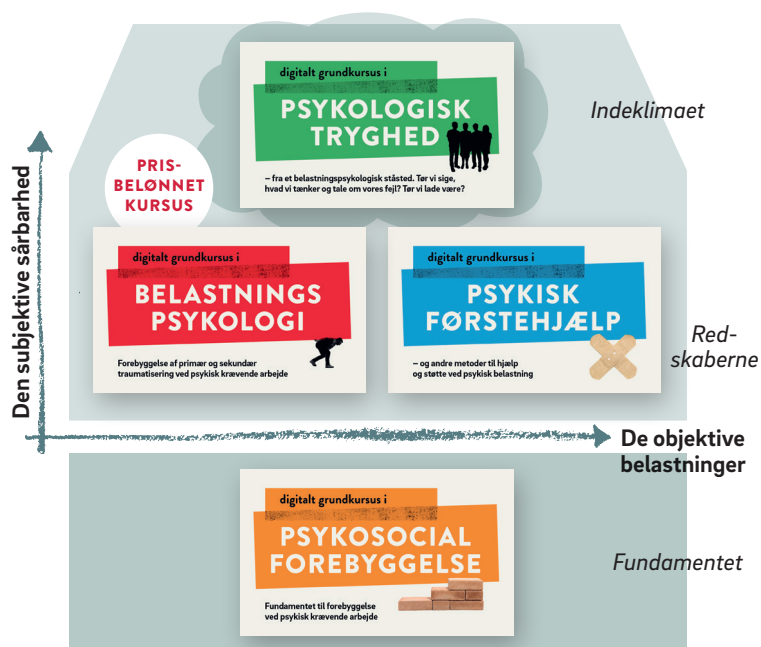 digitalt grundkursus i
PSYKOLOGISK
TRYGHED
– fra et belastningspsykologisk ståsted. Tør vi sige,
hvad vi tænker og tale om vores fejl? Tør vi lade være?
Indeklimaet
PRIS-
BELØNNET
KURSUS
Den subjektive sårbarhed
digitalt grundkursus i
BELASTNINGS
PSYKOLOGI
Forebyggelse af primær og sekundær
traumatisering ved psykisk krævende arbejde
digitalt grundkursus i
PSYKISK
FØRSTEHJÆLP
– og andre metoder til hjælp
og støtte ved psykisk belastning
Red-
skaberne
De objektive
belastninger
digitalt grundkursus i
PSYKOSOCIAL
FOREBYGGELSE
Fundamentet til forebyggelse
ved psykisk krævende arbejde
Fundamentet